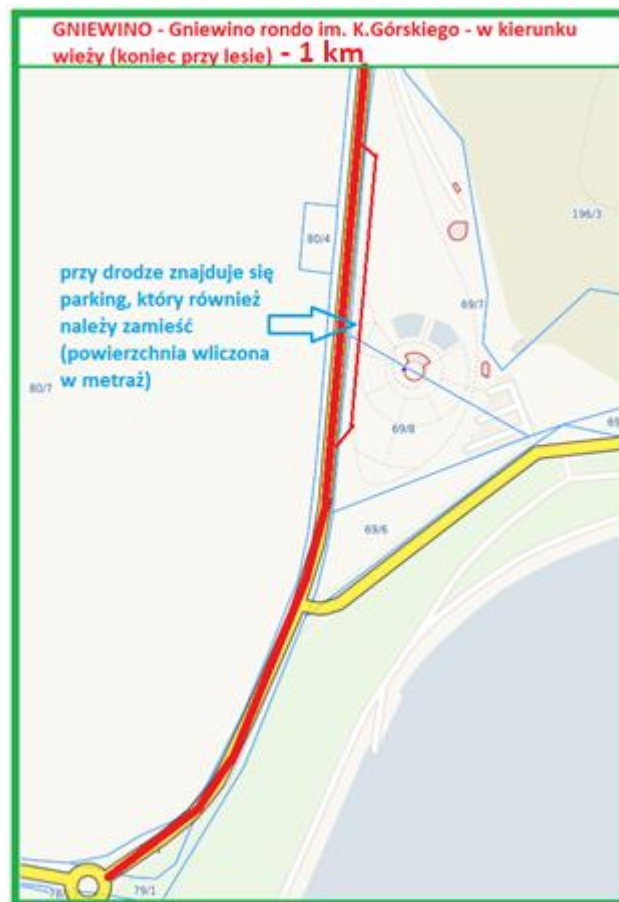 GNIEWINO - Gniewino rondo im. K.Górskiego - w kierunku
wieży (koniec przy lesie) - 1 km
196/3
80/4
przy drodze znajduje się
parking, który również
należy zamieść
(powierzchnia wliczona
w metraż)
69/7
80/7
69/8
69/6
79/1